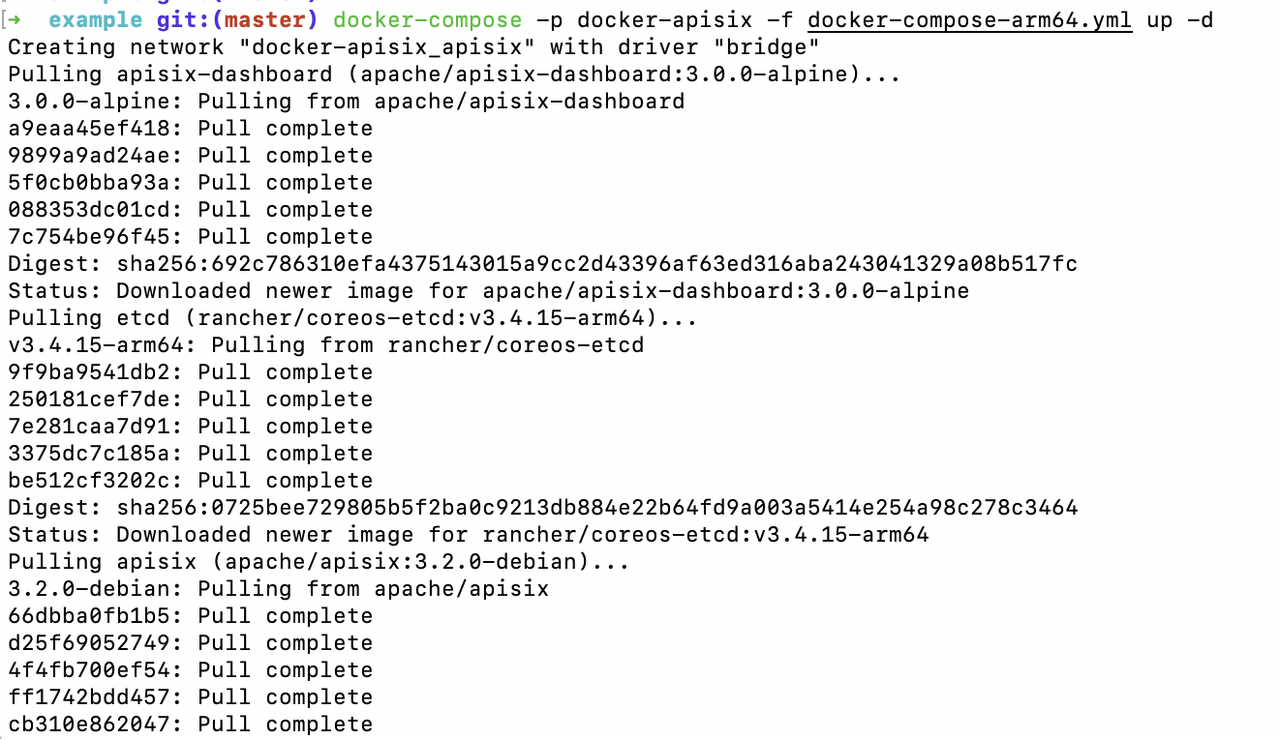 [➜ example git:(master) docker-compose -p docker-apisix -f docker-compose-arm64.yml up -d
Creating network "docker-apisix_apisix" with driver "bridge"
Pulling apisix-dashboard (apache/apisix-dashboard:3.0.0-alpine)...
3.0.0-alpine: Pulling from apache/apisix-dashboard
a9eaa45ef418: Pull complete
9899a9ad24ae: Pull complete
5f0cb0bba93a: Pull complete
088353dc01cd: Pull complete
7c754be96f45: Pull complete
Digest: sha256:692c786310efa4375143015a9cc2d43396af63ed316aba243041329a08b517fc
Status: Downloaded newer image for apache/apisix-dashboard:3.0.0-alpine
Pulling etcd (rancher/coreos-etcd:v3.4.15-arm64)...
v3.4.15-arm64: Pulling from rancher/coreos-etcd
9f9ba9541db2: Pull complete
250181cef7de: Pull complete
7e281caa7d91: Pull complete
3375dc7c185a: Pull complete
be512cf3202c: Pull complete
Digest: sha256:0725bee729805b5f2ba0c9213db884e22b64fd9a003a5414e254a98c278c3464
Status: Downloaded newer image for rancher/coreos-etcd:v3.4.15-arm64
Pulling apisix (apache/apisix:3.2.0-debian)...
3.2.0-debian: Pulling from apache/apisix
66dbba0fb1b5: Pull complete
d25f69052749: Pull complete
4f4fb700ef54: Pull complete
ff1742bdd457: Pull complete
cb310e862047: Pull complete